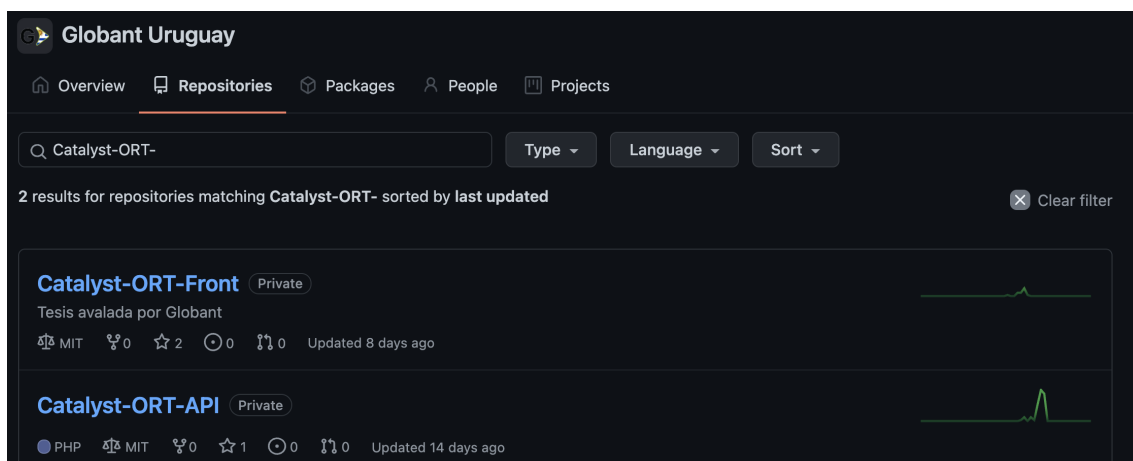 Globant Uruguay
Overview Repositories Packages People Projects
Catalyst-ORT- Type Language Sort
2 results for repositories matching Catalyst-ORT- sorted by last updated Clear filter
Catalyst-ORT-Front Private
Tesis avalada por Globant
MIT 0 2 0 0 Updated 8 days ago
Catalyst-ORT-API Private
PHP MIT 0 1 0 0 Updated 14 days ago